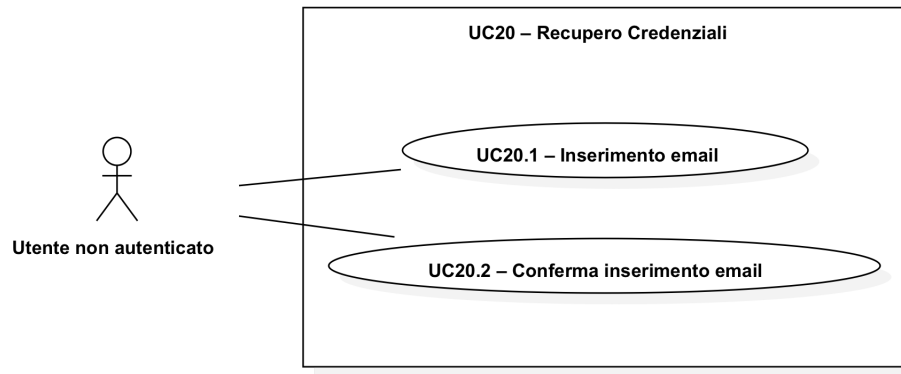 UC20 – Recupero Credenziali
UC20.1 – Inserimento email
Utente non autenticato
UC20.2 – Conferma inserimento email